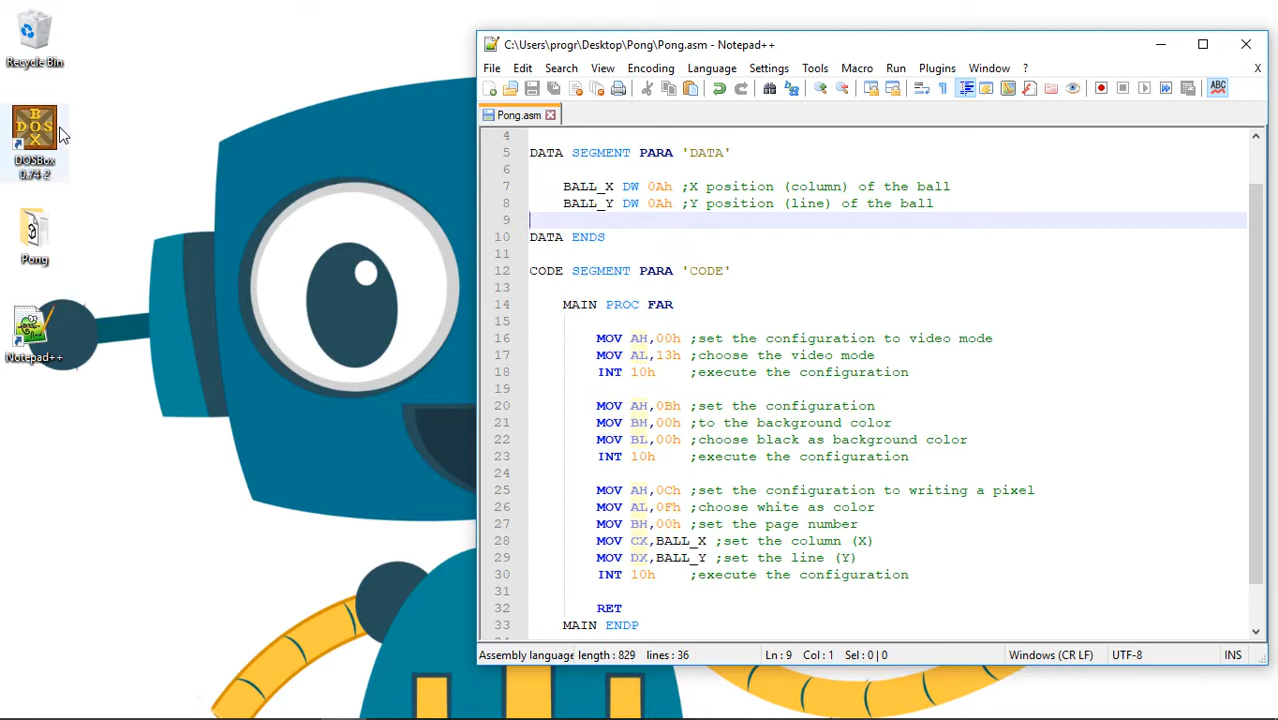 Recycle Bin
B
DOS
X
DOSBox
0.74-2
Pong
Notepad++
C:\Users\progr\Desktop\Pong\Pong.asm - Notepad++
File Edit Search View Encoding Language Settings Tools Macro Run Plugins Window ? X
ABC
Pong.asm
4
5 DATA SEGMENT PARA 'DATA'
6
7 BALL_X DW 0Ah ;X position (column) of the ball
8 BALL_Y DW 0Ah ;Y position (line) of the ball
9
10 DATA ENDS
11
12 CODE SEGMENT PARA 'CODE'
13
14 MAIN PROC FAR
15
16 MOV AH,00h ;set the configuration to video mode
17 MOV AL,13h ;choose the video mode
18 INT 10h ;execute the configuration
19
20 MOV AH,0Bh ;set the configuration
21 MOV BH,00h ;to the background color
22 MOV BL,00h ;choose black as background color
23 INT 10h ;execute the configuration
24
25 MOV AH,0Ch ;set the configuration to writing a pixel
26 MOV AL,0Fh ;choose white as color
27 MOV BH,00h ;set the page number
28 MOV CX,BALL_X ;set the column (X)
29 MOV DX,BALL_Y ;set the line (Y)
30 INT 10h ;execute the configuration
31
32 RET
33 MAIN ENDP
Assembly language length : 829 lines : 36 Ln : 9 Col : 1 Sel : 0 | 0 Windows (CR LF) UTF-8 INS